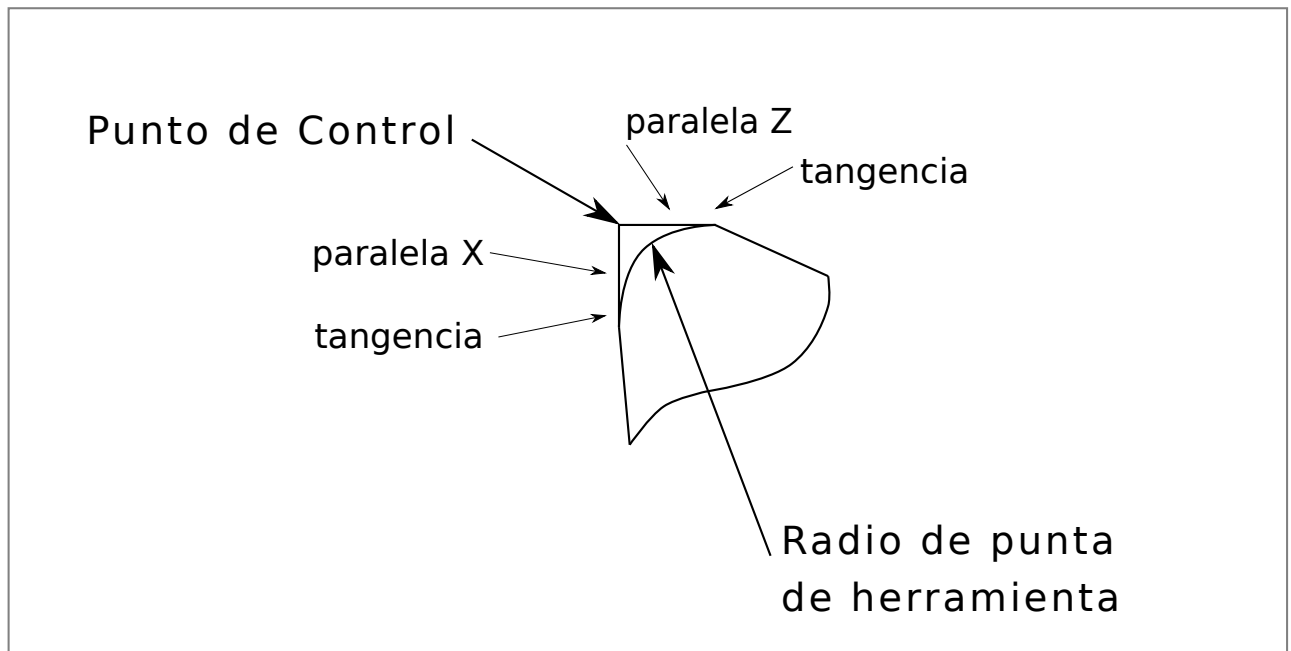 Punto de Control
paralela Z
tangencia
paralela X
tangencia
Radio de punta
de herramienta